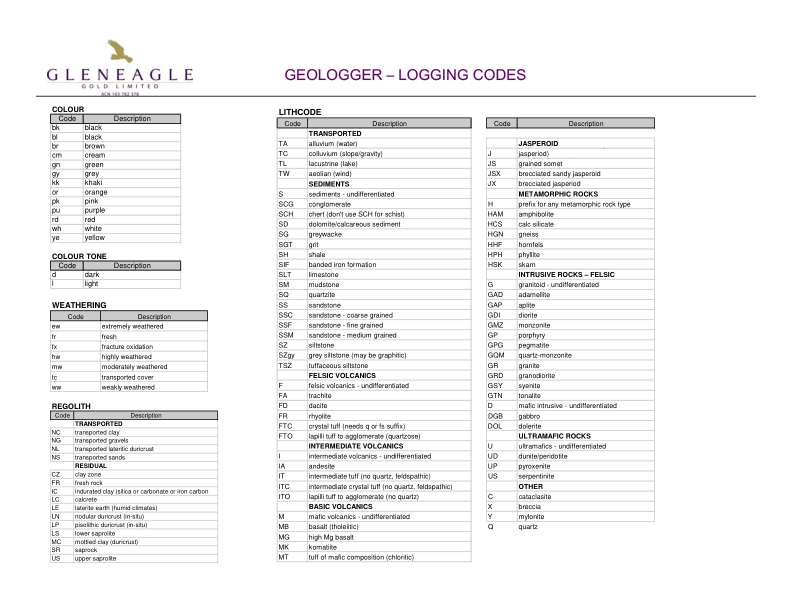 GLENEAGLE
GOLD LIMITED
ACN 103 782 378
GEOLOGGER – LOGGING CODES
COLOUR
Code Description
bk black
bl black
br brown
cm cream
gn green
gy grey
kk khaki
or orange
pk pink
pu purple
rd red
wh white
ye yellow
COLOUR TONE
Code Description
d dark
l light
WEATHERING
Code Description
ew extremely weathered
fr fresh
fx fracture oxidation
hw highly weathered
mw moderately weathered
tc transported cover
ww weakly weathered
REGOLITH
Code Description
TRANSPORTED
NC transported clay
NG transported gravels
NL transported lateritic duricrust
NS transported sands
RESIDUAL
CZ clay zone
FR fresh rock
IC indurated clay (silica or carbonate or iron carbon
LC calcrete
LE laterite earth (humid climates)
LN nodular duricrust (in-situ)
LP pisolithic duricrust (in-situ)
LS lower saprolite
MC mottled clay (duricrust)
SR saprock
US upper saprolite
LITHCODE
Code Description
TRANSPORTED
TA alluvium (water)
TC colluvium (slope/gravity)
TL lacustrine (lake)
TW aeolian (wind)
SEDIMENTS
S sediments - undifferentiated
SCG conglomerate
SCH chert (don't use SCH for schist)
SD dolomite/calcareous sediment
SG greywacke
SGT grit
SH shale
SIF banded iron formation
SLT limestone
SM mudstone
SQ quartzite
SS sandstone
SSC sandstone - coarse grained
SSF sandstone - fine grained
SSM sandstone - medium grained
SZ siltstone
SZgy grey siltstone (may be graphitic)
TSZ tuffaceous siltstone
FELSIC VOLCANICS
F felsic volcanics - undifferentiated
FA trachite
FD dacite
FR rhyolite
FTC crystal tuff (needs q or fs suffix)
FTO lapilli tuff to agglomerate (quartzose)
INTERMEDIATE VOLCANICS
I intermediate volcanics - undifferentiated
IA andesite
IT intermediate tuff (no quartz, feldspathic)
ITC intermediate crystal tuff (no quartz, feldspathic)
ITO lapilli tuff to agglomerate (no quartz)
BASIC VOLCANICS
M mafic volcanics - undifferentiated
MB basalt (tholeiitic)
MG high Mg basalt
MK komatiite
MT tuff of mafic composition (chloritic)
Code Description
JASPEROID
J jasperiod)
JS grained somet
JSX brecciated sandy jasperoid
JX brecciated jasperiod
METAMORPHIC ROCKS
H prefix for any metamorphic rock type
HAM amphibolite
HCS calc silicate
HGN gneiss
HHF hornfels
HPH phyllite
HSK skarn
INTRUSIVE ROCKS – FELSIC
G granitoid - undifferentiated
GAD adamellite
GAP aplite
GDI diorite
GMZ monzonite
GP porphyry
GPG pegmatite
GQM quartz-monzonite
GR granite
GRD granodiorite
GSY syenite
GTN tonalite
D mafic intrusive - undifferentiated
DGB gabbro
DOL dolerite
ULTRAMAFIC ROCKS
U ultramafics - undifferentiated
UD dunite/peridotite
UP pyroxenite
US serpentinite
OTHER
C cataclasite
X breccia
Y mylonite
Q quartz